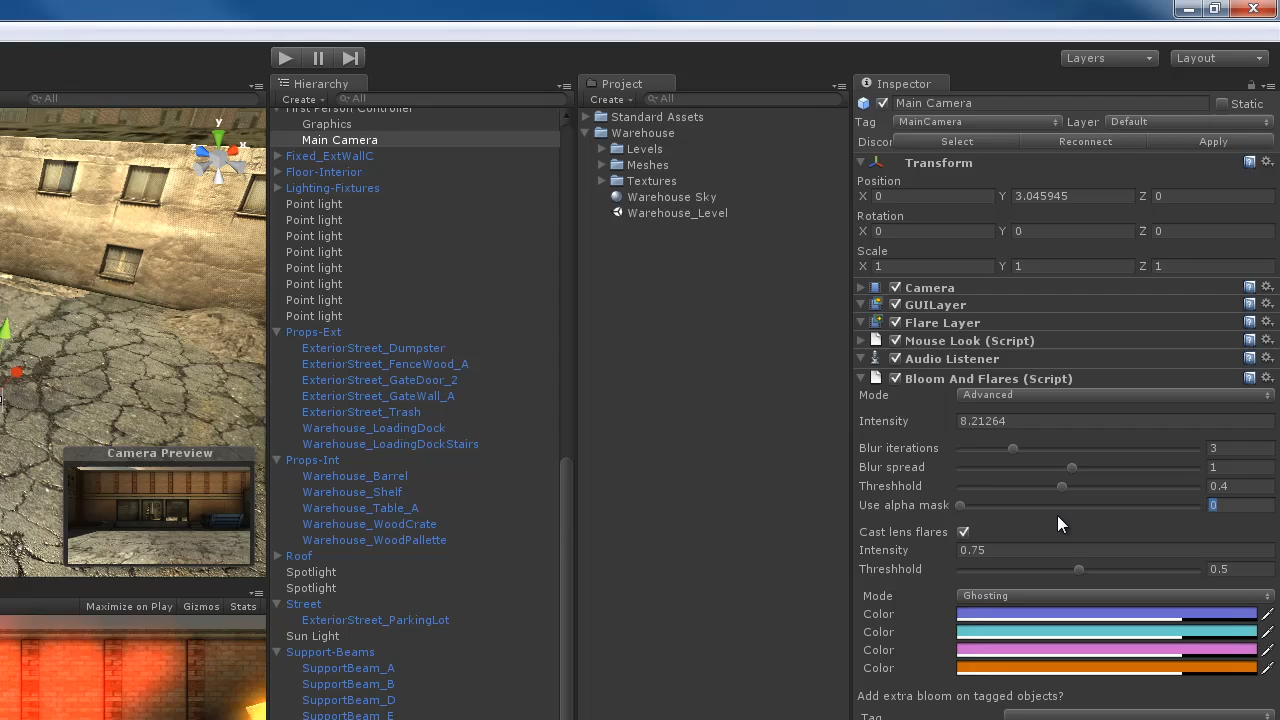 Layers
Layout
All
Hierarchy
Create
All
First Person Controller
Graphics
Main Camera
Fixed_ExtWallC
Floor-Interior
Lighting-Fixtures
Point light
Point light
Point light
Point light
Point light
Point light
Point light
Point light
Props-Ext
ExteriorStreet_Dumpster
ExteriorStreet_FenceWood_A
ExteriorStreet_GateDoor_2
ExteriorStreet_GateWall_A
ExteriorStreet_Trash
Warehouse_LoadingDock
Warehouse_LoadingDockStairs
Props-Int
Warehouse_Barrel
Warehouse_Shelf
Warehouse_Table_A
Warehouse_WoodCrate
Warehouse_WoodPallette
Roof
Spotlight
Spotlight
Street
ExteriorStreet_ParkingLot
Sun Light
Support-Beams
SupportBeam_A
SupportBeam_B
SupportBeam_D
SupportBeam_E
y
x
Camera Preview
Maximize on Play Gizmos Stats
Project
Create
All
Standard Assets
Warehouse
Levels
Meshes
Textures
Warehouse Sky
Warehouse_Level
Inspector
Main Camera Static
Tag MainCamera Layer Default
Discor Select Reconnect Apply
Transform
Position
X 0 Y 3.045945 Z 0
Rotation
X 0 Y 0 Z 0
Scale
X 1 Y 1 Z 1
Camera
GUILayer
Flare Layer
Mouse Look (Script)
Audio Listener
Bloom And Flares (Script)
Mode Advanced
Intensity 8.21264
Blur iterations 3
Blur spread 1
Threshhold 0.4
Use alpha mask 0
Cast lens flares
Intensity 0.75
Threshhold 0.5
Mode Ghosting
Color
Color
Color
Color
Add extra bloom on tagged objects?
Tag